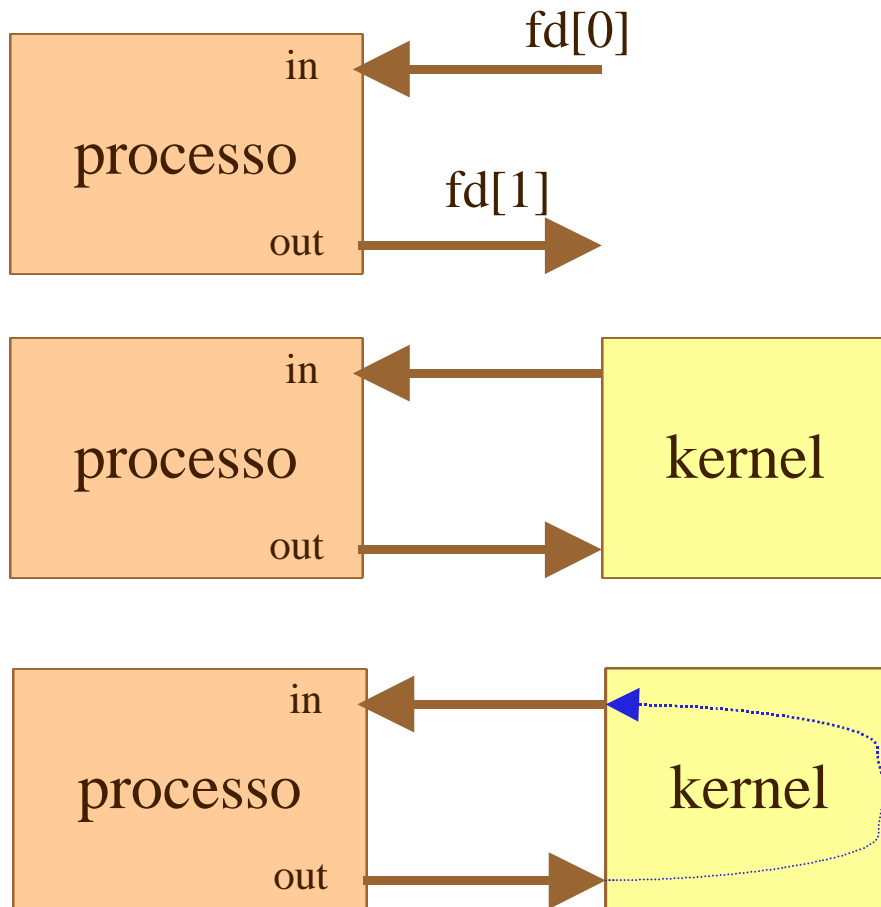 fd[0]
in
processo
fd[1]
out
in
processo
kernel
out
in
processo
kernel
out